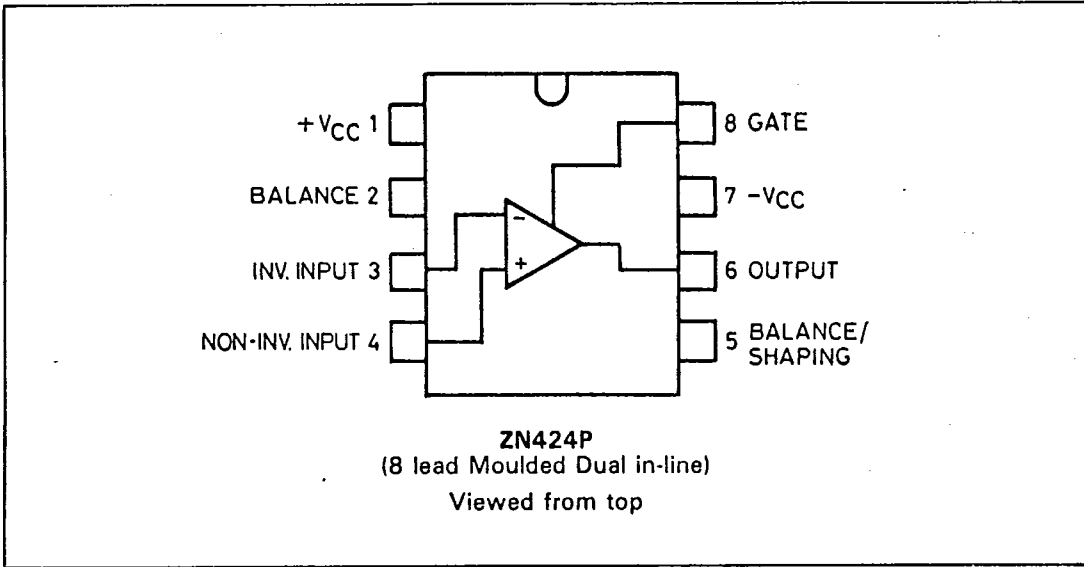 +VCC 1
BALANCE 2
INV. INPUT 3
NON-INV. INPUT 4
8 GATE
7 -VCC
6 OUTPUT
5 BALANCE/
SHAPING
-
+
ZN424P
(8 lead Moulded Dual in-line)
Viewed from top